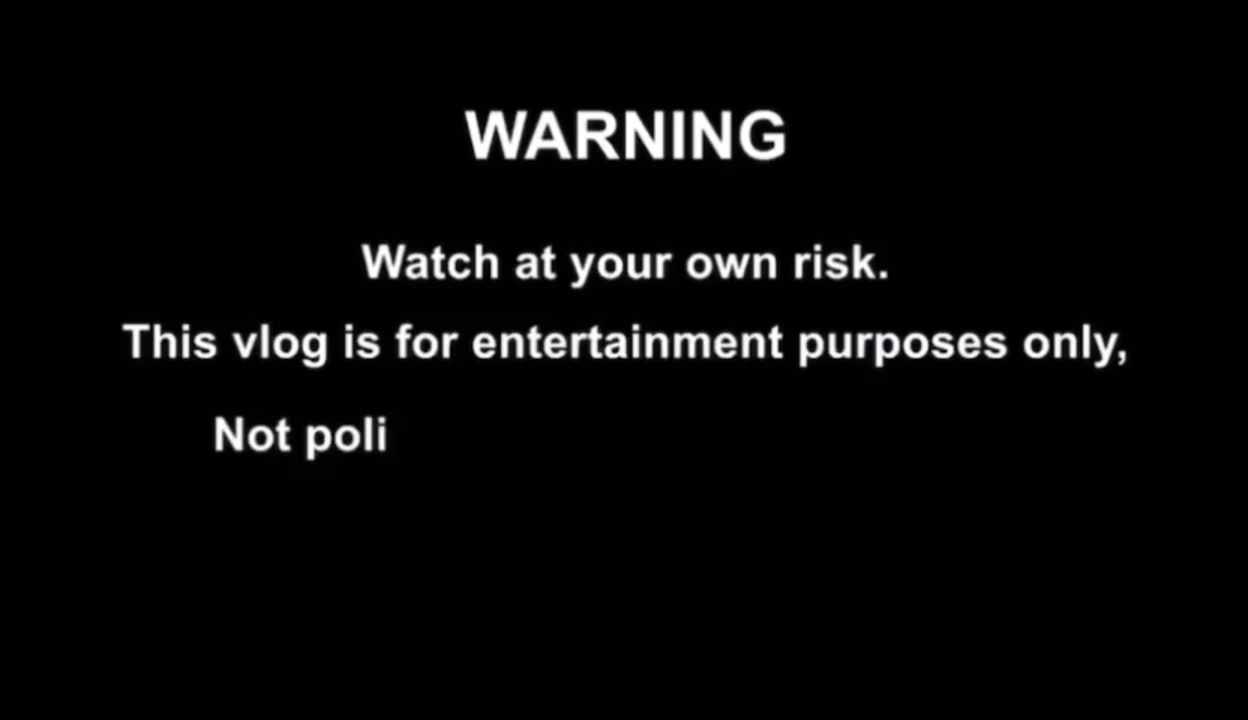 WARNING
Watch at your own risk.
This vlog is for entertainment purposes only,
Not poli